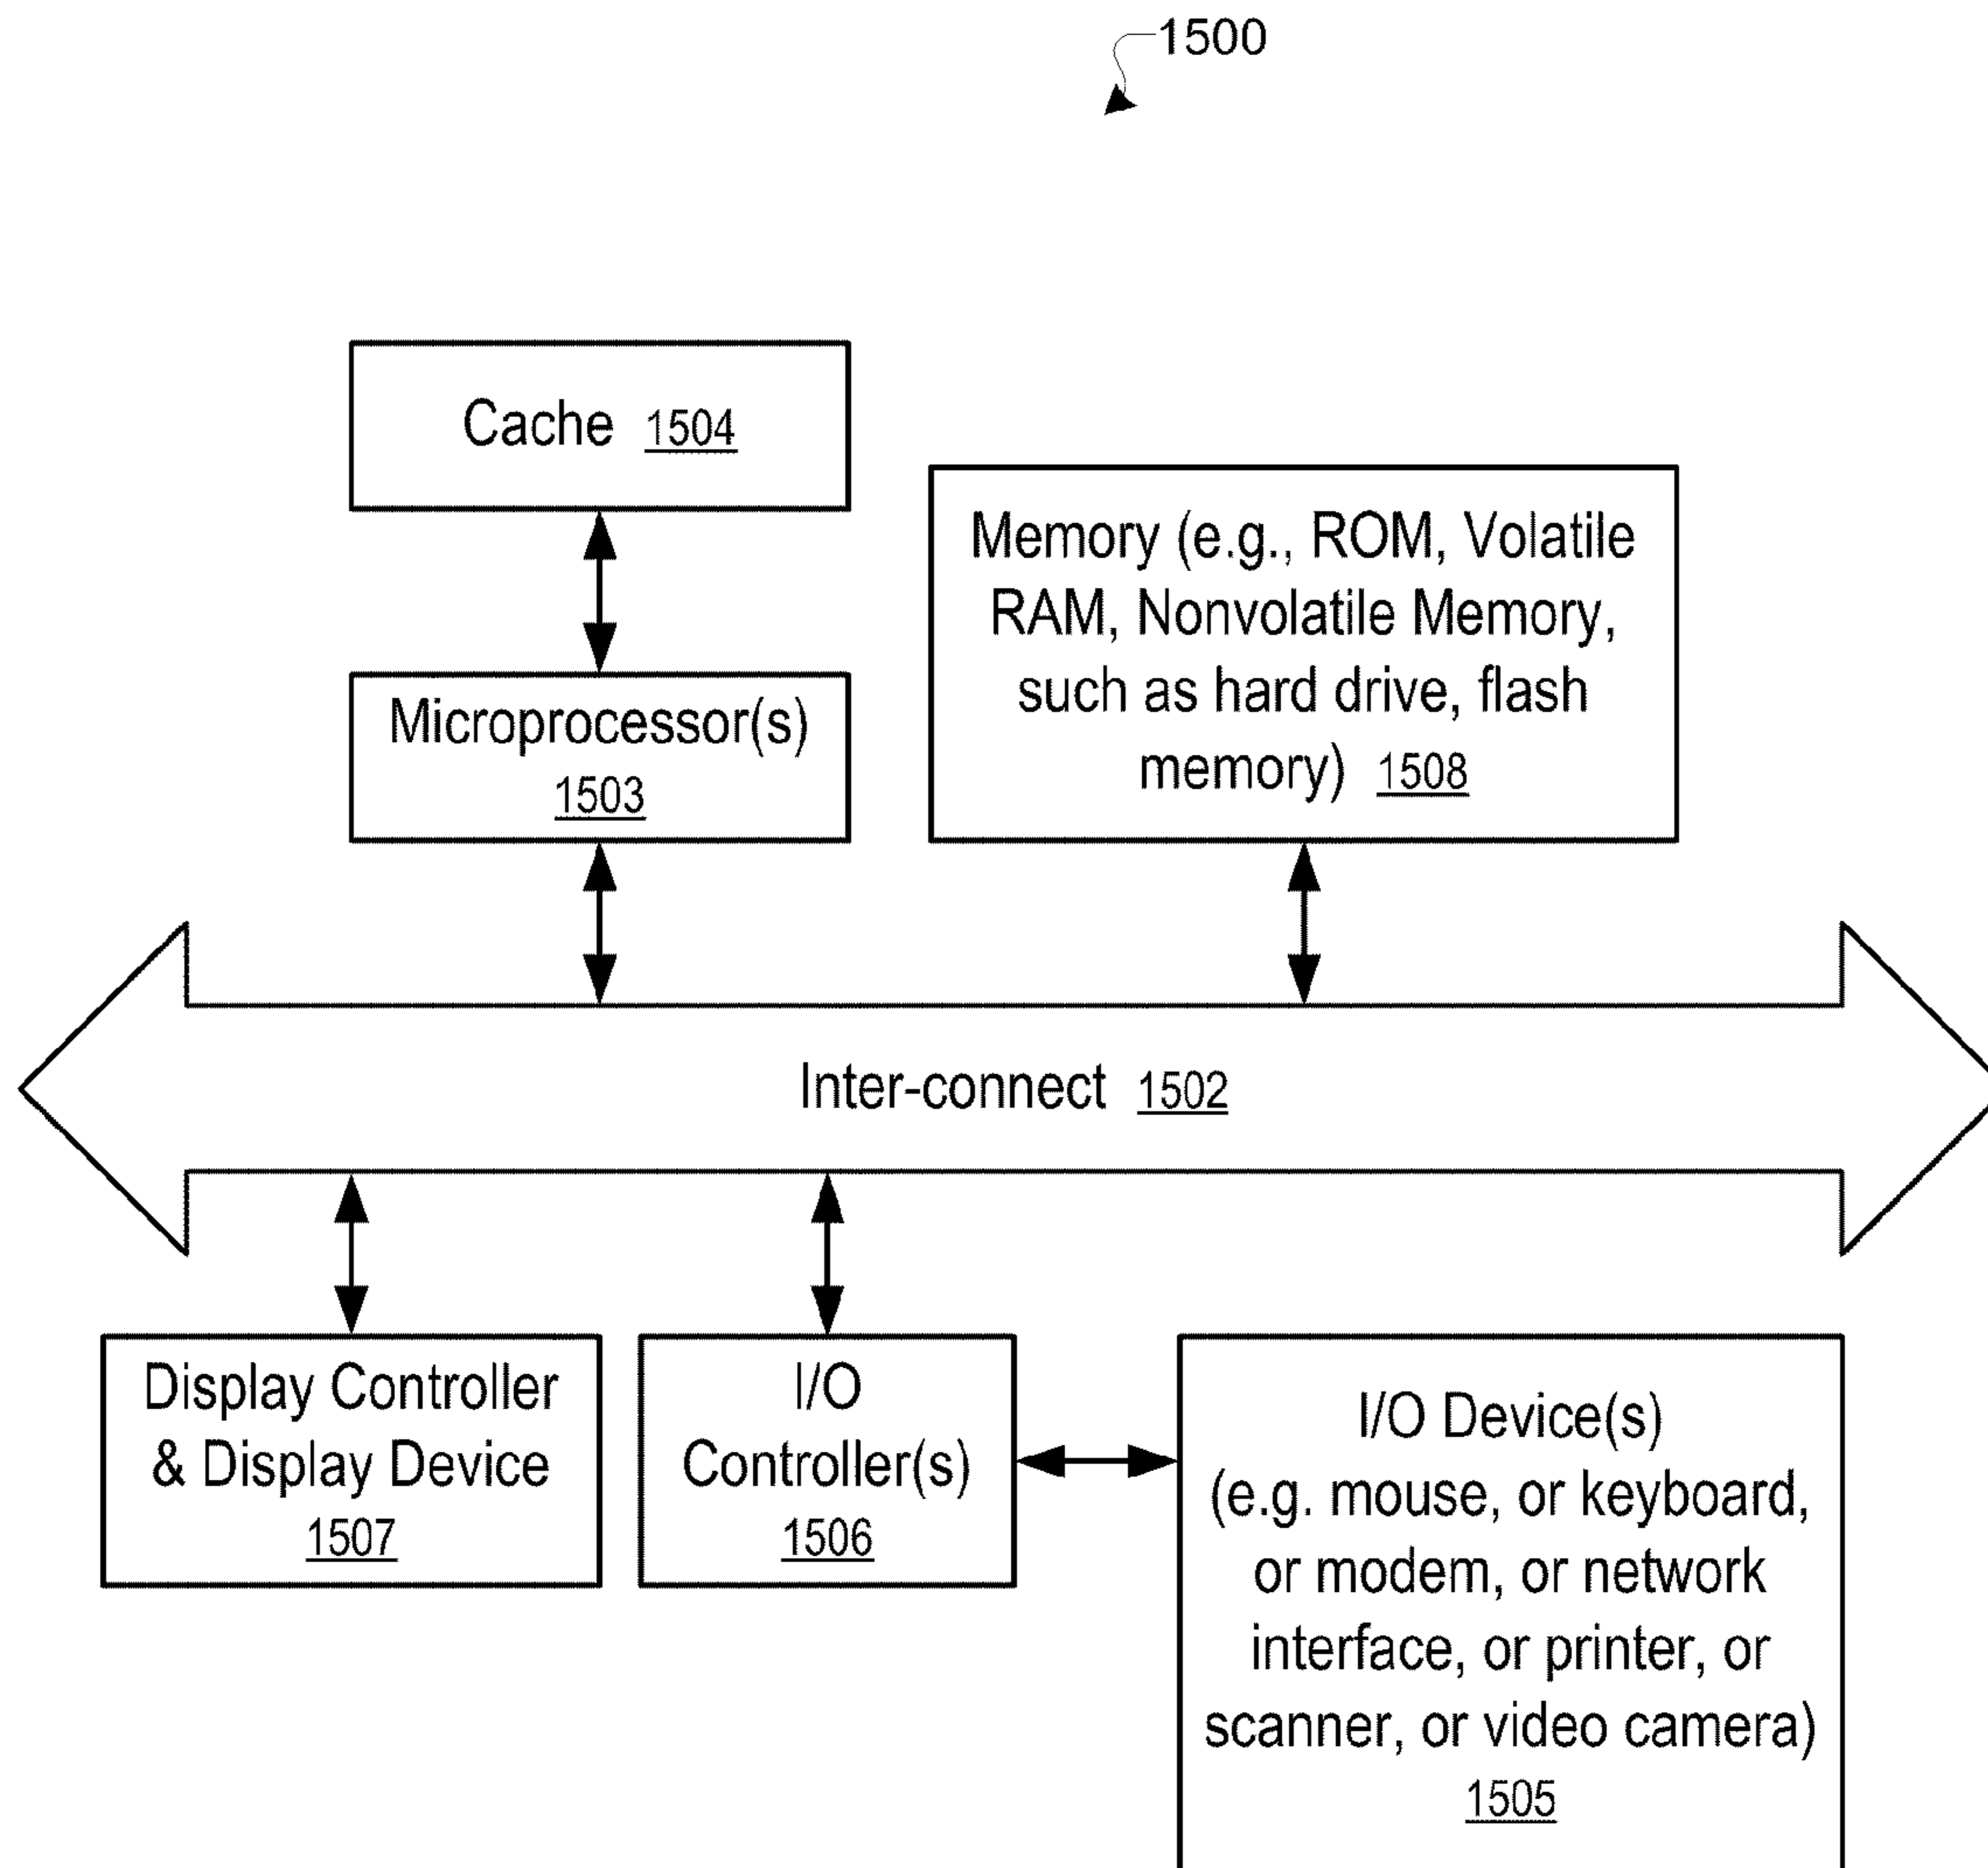 1500
Cache 1504
Memory (e.g., ROM, Volatile
RAM, Nonvolatile Memory,
such as hard drive, flash
memory) 1508
Microprocessor(s)
1503
Inter-connect 1502
Display Controller
& Display Device
1507
I/O
Controller(s)
1506
I/O Device(s)
(e.g. mouse, or keyboard,
or modem, or network
interface, or printer, or
scanner, or video camera)
1505